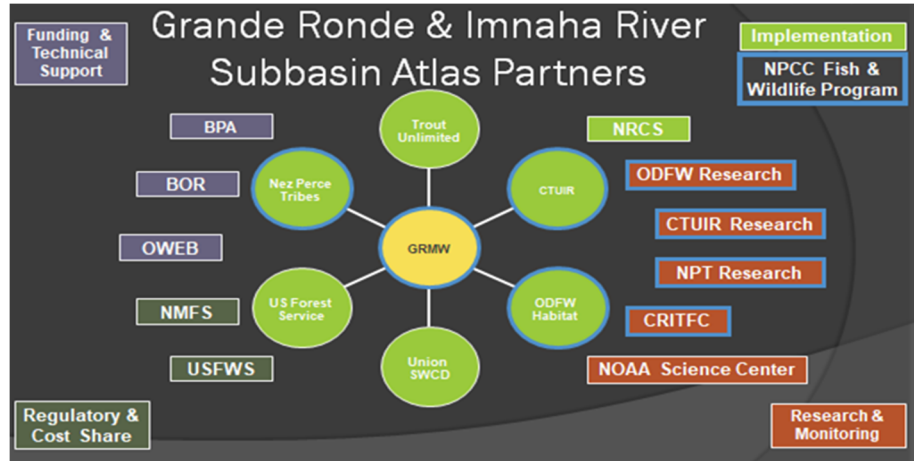 Funding &
Technical
Support
Grande Ronde & Imnaha River
Subbasin Atlas Partners
Implementation
NPCC Fish &
Wildlife Program
BPA
Trout
Unlimited
NRCS
BOR
Nez Perce
Tribes
CTUIR
ODFW Research
CTUIR Research
OWEB
GRMW
NPT Research
NMFS
US Forest
Service
ODFW
Habitat
CRITFC
USFWS
Union
SWCD
NOAA Science Center
Regulatory &
Cost Share
Research &
Monitoring